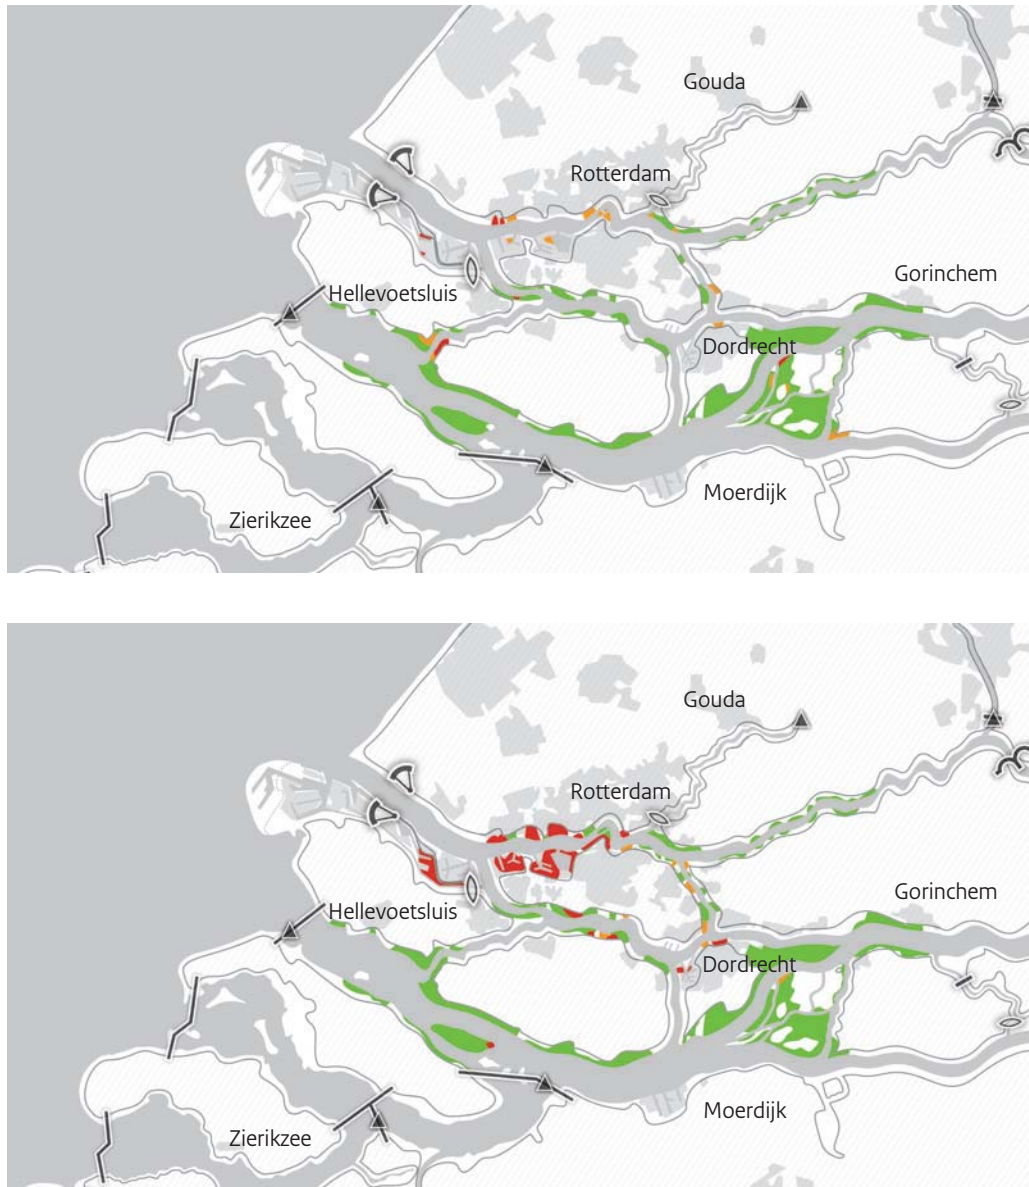 Gouda
Rotterdam
Gorinchem
Hellevoetsluis
Dordrecht
Moerdijk
Zierikzee
Gouda
Rotterdam
Gorinchem
Hellevoetsluis
Dordrecht
Moerdijk
Zierikzee